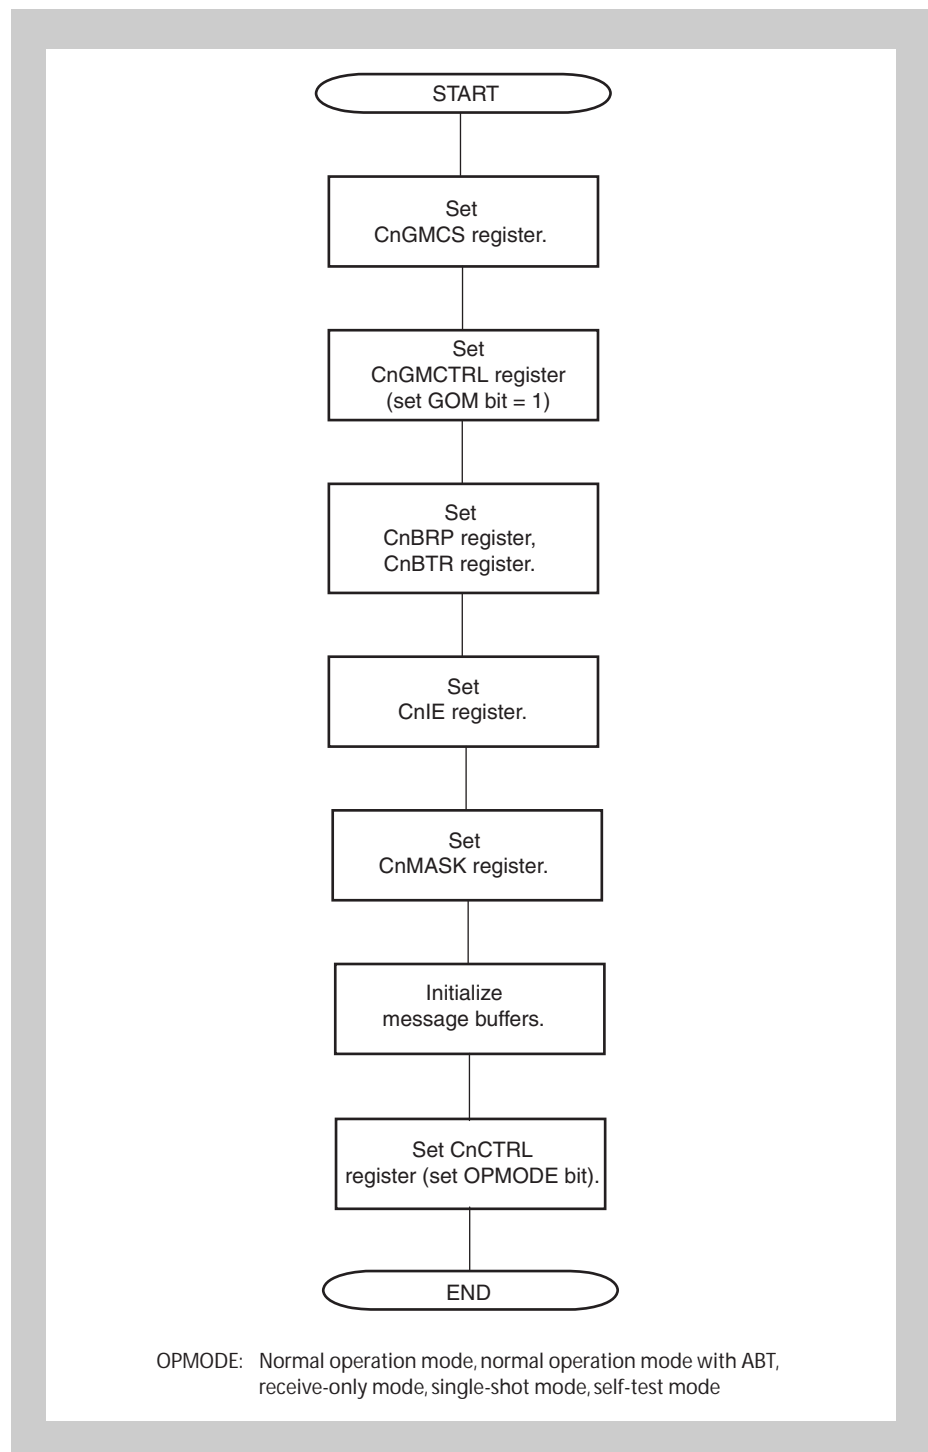 START
Set
CnGMCS register.
Set
CnGMCTRL register
(set GOM bit = 1)
Set
CnBRP register,
CnBTR register.
Set
CnIE register.
Set
CnMASK register.
Initialize
message buffers.
Set CnCTRL
register (set OPMODE bit).
END
OPMODE: Normal operation mode, normal operation mode with ABT,
receive-only mode, single-shot mode, self-test mode